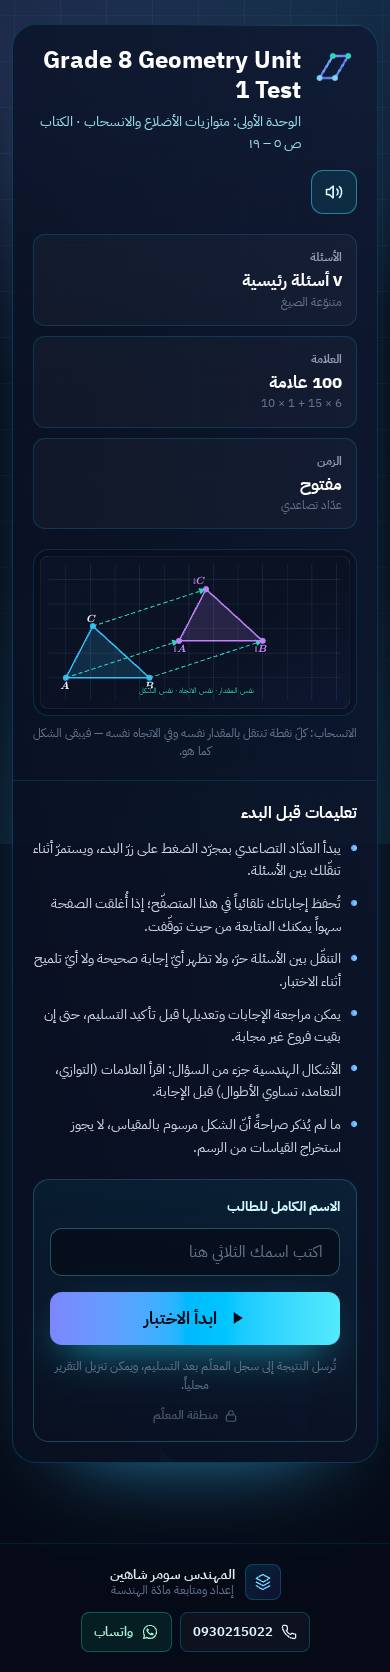 Grade 8 Geometry Unit
1 Test
الوحدة الأولى: متوازيات الأضلاع والانسحاب · الكتاب
ص ٥ – ١٩
الأسئلة
٧ أسئلة رئيسية
متنوّعة الصيغ
العلامة
100 علامة
6 × 15 + 1 × 10
الزمن
مفتوح
عدّاد تصاعدي
C
A
B
C
A
B
نفس المقدار · نفس الاتجاه · نفس الشكل
الانسحاب: كلّ نقطة تنتقل بالمقدار نفسه وفي الاتجاه نفسه — فيبقى الشكل
كما هو.
تعليمات قبل البدء
يبدأ العدّاد التصاعدي بمجرّد الضغط على زرّ البدء، ويستمرّ أثناء
تنقّلك بين الأسئلة.
تُحفظ إجاباتك تلقائياً في هذا المتصفّح؛ إذا أُغلقت الصفحة
سهواً يمكنك المتابعة من حيث توقّفت.
التنقّل بين الأسئلة حرّ، ولا تظهر أيّ إجابة صحيحة ولا أيّ تلميح
أثناء الاختبار.
يمكن مراجعة الإجابات وتعديلها قبل تأكيد التسليم، حتى إن
بقيت فروع غير مجابة.
الأشكال الهندسية جزء من السؤال: اقرأ العلامات (التوازي،
التعامد، تساوي الأطوال) قبل الإجابة.
ما لم يُذكر صراحةً أنّ الشكل مرسوم بالمقياس، لا يجوز
استخراج القياسات من الرسم.
الاسم الكامل للطالب
اكتب اسمك الثلاثي هنا
ابدأ الاختبار
تُرسل النتيجة إلى سجل المعلّم بعد التسليم، ويمكن تنزيل التقرير
محلياً.
منطقة المعلّم
المهندس سومر شاهين
إعداد ومتابعة مادّة الهندسة
0930215022
واتساب